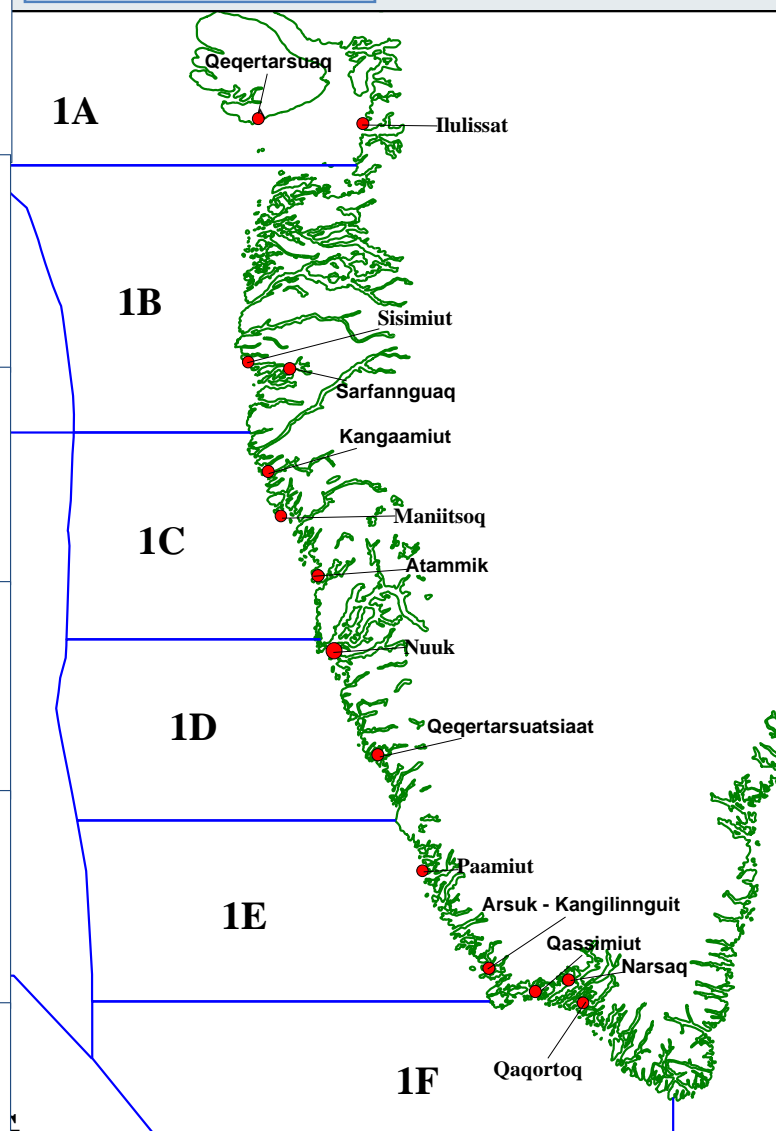 Qeqertarsuaq
1A
Ilulissat
1B
Sisimiut
Sarfannguaq
Kangaamiut
Maniitsoq
1C
Atammik
Nuuk
1D
Qeqertarsuatsiaat
Paamiut
1E
Arsuk - Kangilinnguit
Qassimiut
Narsaq
Qaqortoq
1F